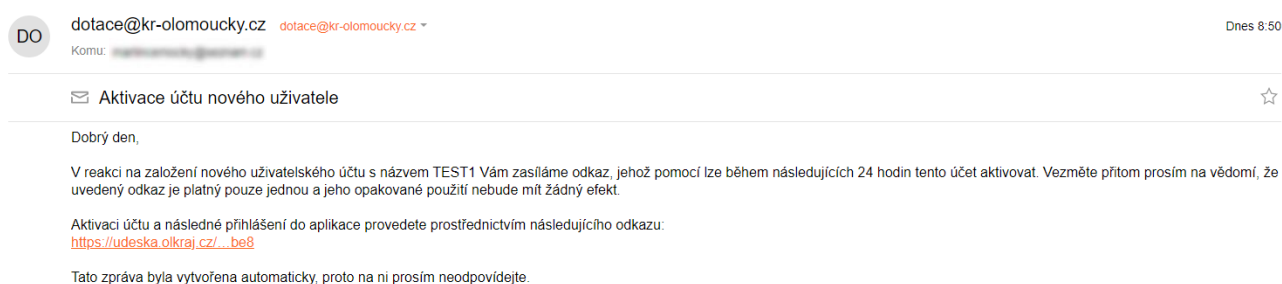 DO
dotace@kr-olomoucky.cz dotace@kr-olomoucky.cz
Dnes 8:50
Komu:
Aktivace účtu nového uživatele
Dobrý den,
V reakci na založení nového uživatelského účtu s názvem TEST1 Vám zasíláme odkaz, jehož pomocí lze během následujících 24 hodin tento účet aktivovat. Vezměte přitom prosím na vědomí, že
uvedený odkaz je platný pouze jednou a jeho opakované použití nebude mít žádný efekt.
Aktivaci účtu a následné přihlášení do aplikace provedete prostřednictvím následujícího odkazu:
https://udeska.olkraj.cz/…be8
Tato zpráva byla vytvořena automaticky, proto na ni prosím neodpovídejte.